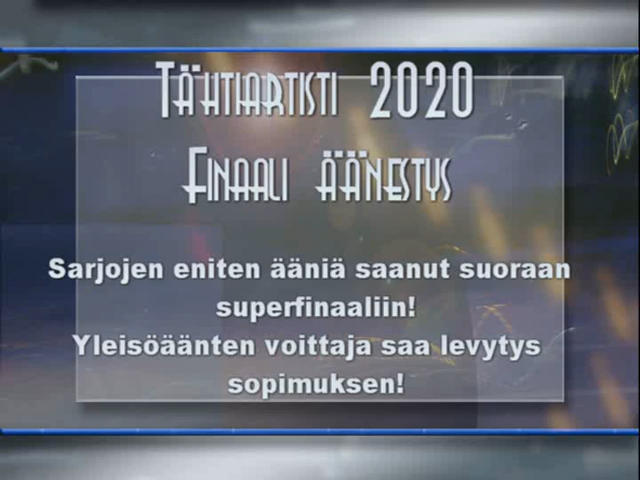 Tähtiartisti 2020
Finaali äänestys
Sarjojen eniten ääniä saanut suoraan
superfinaaliin!
Yleisöäänten voittaja saa levytys
sopimuksen!